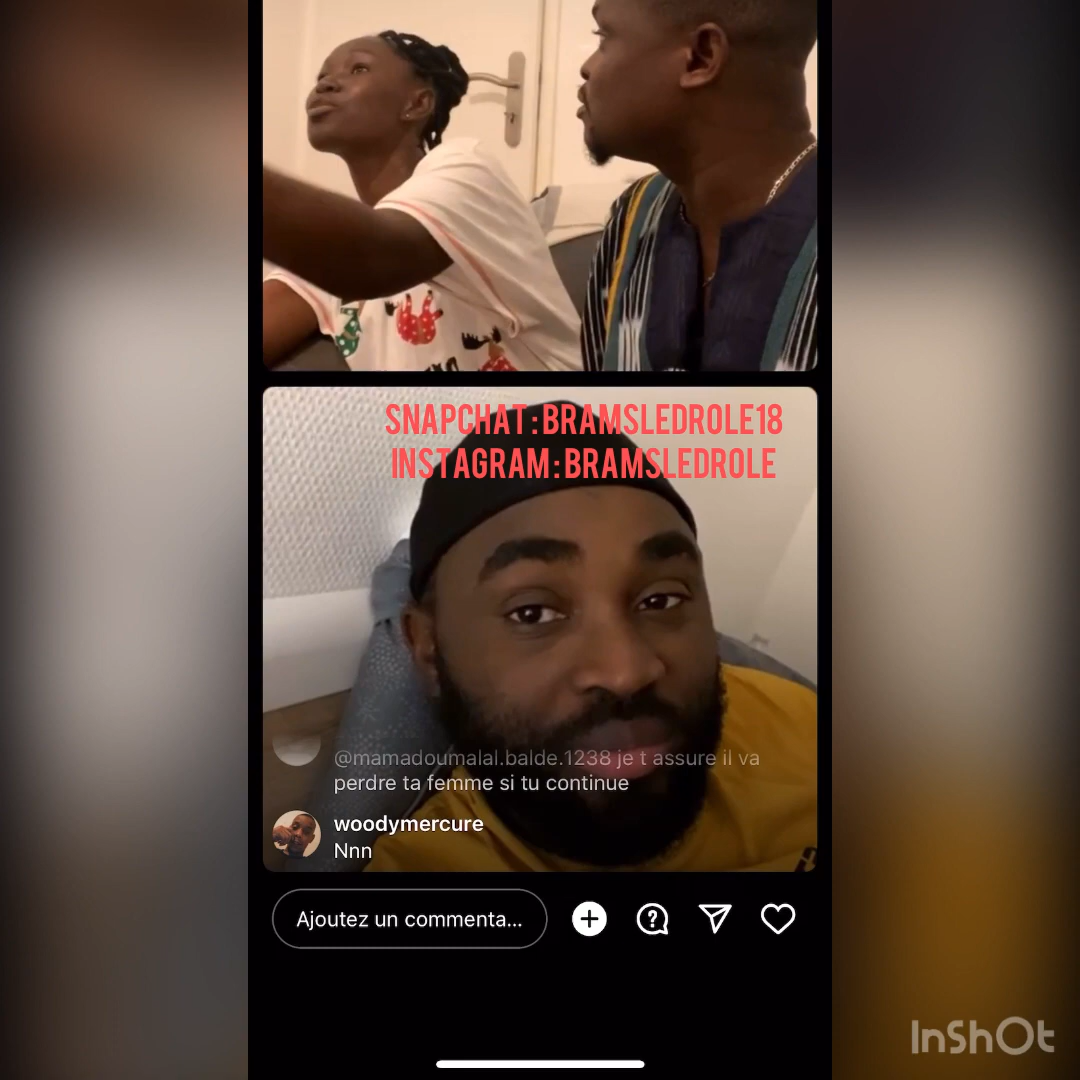 SNAPCHAT : BRAMSLEDROLE18
INSTAGRAM : BRAMSLEDROLE
@mamadoumalal.balde.1238 je t assure il va
perdre ta femme si tu continue
woodymercure
Nnn
Ajoutez un commenta...
InShOt